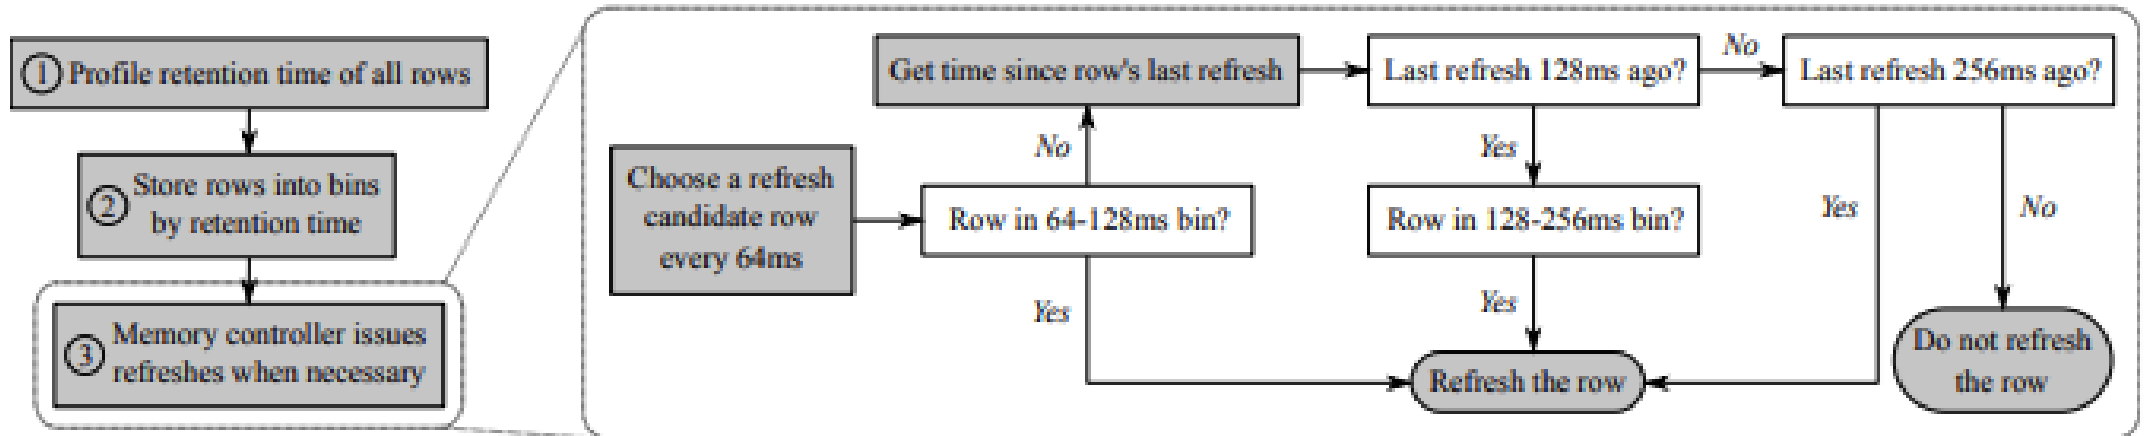 ① Profile retention time of all rows
② Store rows into bins
by retention time
③ Memory controller issues
refreshes when necessary
Choose a refresh
candidate row
every 64ms
Row in 64-128ms bin?
No
Yes
Get time since row's last refresh
Last refresh 128ms ago?
No
Yes
Row in 128-256ms bin?
Yes
Last refresh 256ms ago?
Yes
No
Refresh the row
Do not refresh
the row